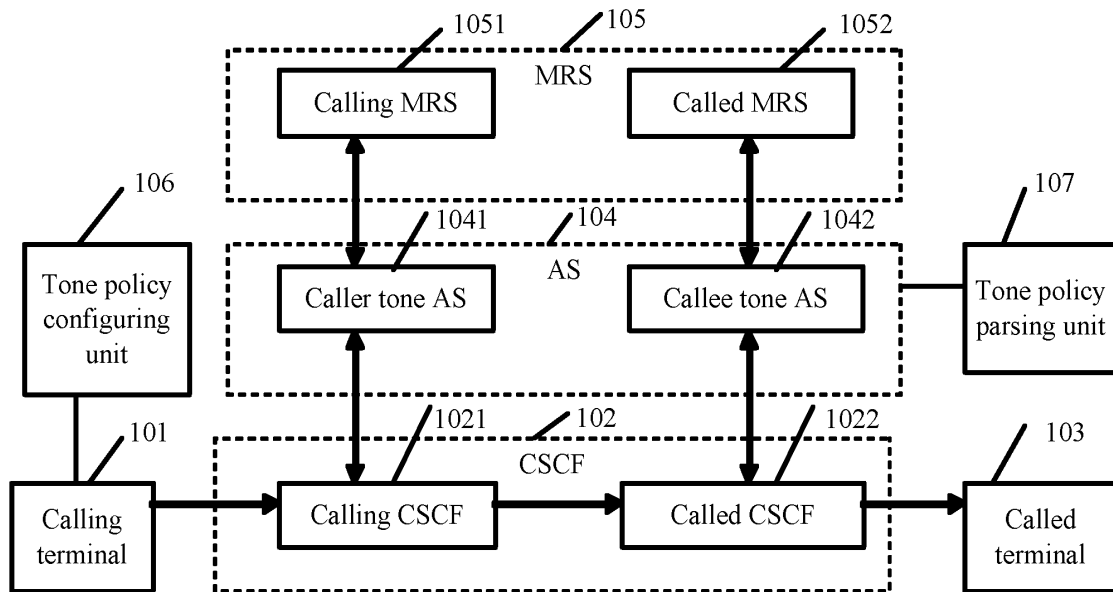 1051
105
1052
MRS
Calling MRS
Called MRS
106
107
1041
104
1042
AS
Tone policy
configuring
unit
Caller tone AS
Callee tone AS
Tone policy
parsing unit
101
1021
102
1022
103
CSCF
Calling
terminal
Calling CSCF
Called CSCF
Called
terminal